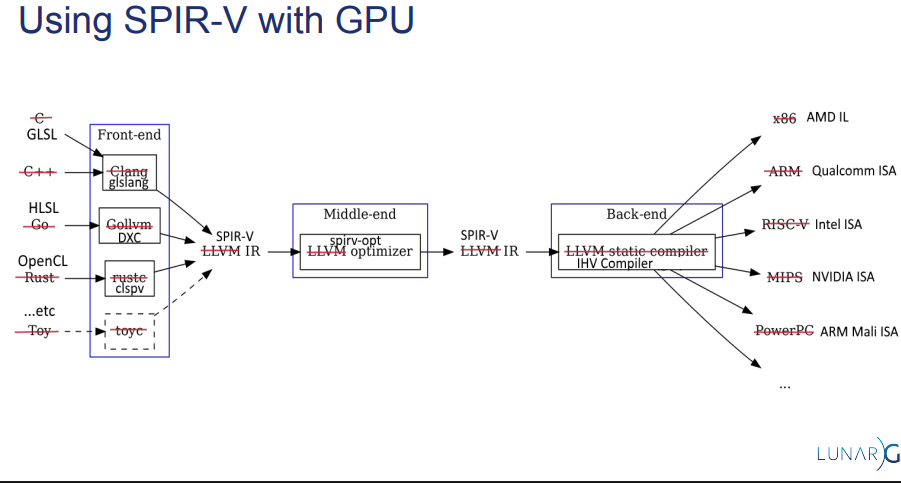 Using SPIR-V with GPU
C
GLSL
C++
HLSL
Go
OpenCL
Rust
...etc
Toy
Front-end
Clang
glslang
Gollvm
DXC
rustc
clspv
toyc
SPIR-V
LLVM IR
Middle-end
spirv-opt
LLVM optimizer
SPIR-V
LLVM IR
Back-end
LLVM static compiler
IHV Compiler
x86 AMD IL
ARM Qualcomm ISA
RISC-V Intel ISA
MIPS NVIDIA ISA
PowerPC ARM Mali ISA
...
LUNARG